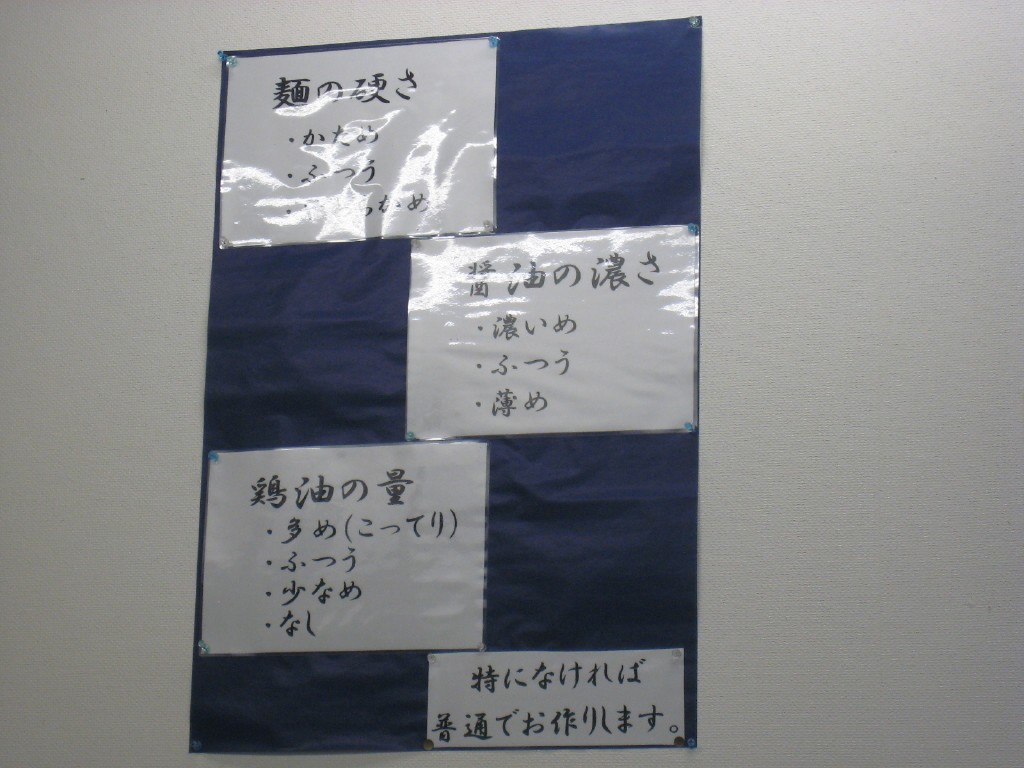 麺の硬さ
・かため
・ふつう
醤油の濃さ
・濃いめ
・ふつう
・薄め
鶏油の量
・多め(こってり)
・ふつう
・少なめ
・なし
特になければ
普通でお作りします。